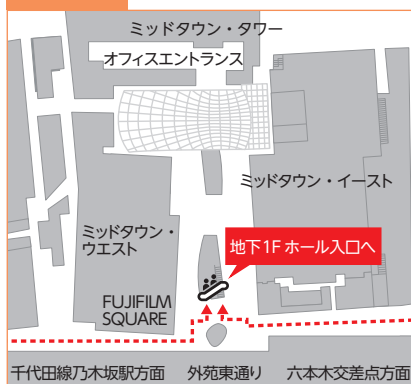 ミッドタウン・タワー
オフィスエントランス
ミッドタウン・イースト
ミッドタウン・
ウエスト
地下1F ホール入口へ
FUJIFILM
SQUARE
千代田線乃木坂駅方面
外苑東通り
六本木交差点方面